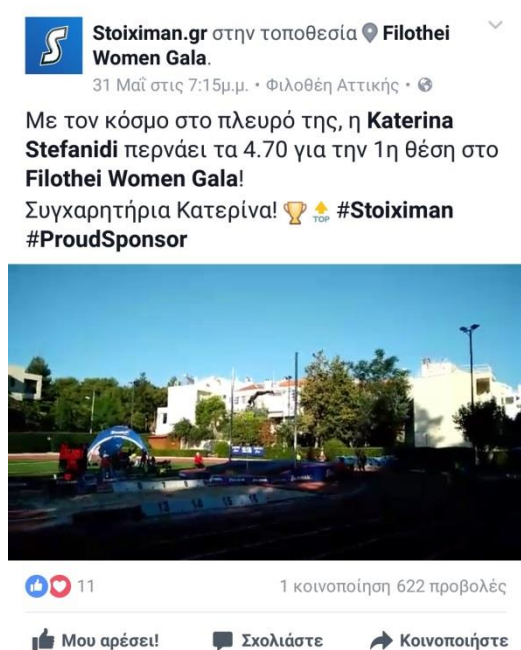 Stoiximan.gr στην τοποθεσία Filothei
Women Gala.
31 Μαΐ στις 7:15μ.μ. • Φιλοθέη Αττικής •
Με τον κόσμο στο πλευρό της, η Katerina
Stefanidi περνάει τα 4.70 για την 1η θέση στο
Filothei Women Gala!
Συγχαρητήρια Κατερίνα! 🏆 🔝 #Stoiximan
#ProudSponsor
11
1 κοινοποίηση 622 προβολές
Μου αρέσει!
Σχολιάστε
Κοινοποιήστε